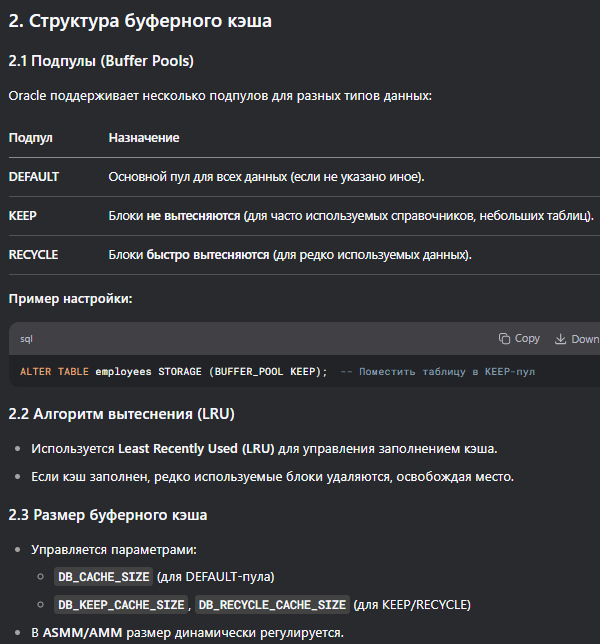 2. Структура буферного кэша
2.1 Подпулы (Buffer Pools)
Oracle поддерживает несколько подпулов для разных типов данных:
Подпул Назначение
DEFAULT Основной пул для всех данных (если не указано иное).
KEEP Блоки не вытесняются (для часто используемых справочников, небольших таблиц).
RECYCLE Блоки быстро вытесняются (для редко используемых данных).
Пример настройки:
sql Copy Down
ALTER TABLE employees STORAGE (BUFFER_POOL KEEP); -- Поместить таблицу в KEEP-пул
2.2 Алгоритм вытеснения (LRU)
• Используется Least Recently Used (LRU) для управления заполнением кэша.
• Если кэш заполнен, редко используемые блоки удаляются, освобождая место.
2.3 Размер буферного кэша
• Управляется параметрами:
○ DB_CACHE_SIZE (для DEFAULT-пула)
○ DB_KEEP_CACHE_SIZE, DB_RECYCLE_CACHE_SIZE (для KEEP/RECYCLE)
• В ASMM/AMM размер динамически регулируется.